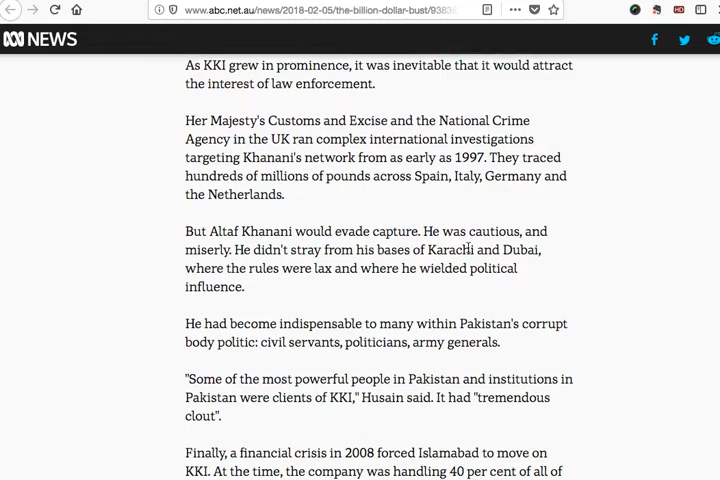 www.abc.net.au/news/2018-02-05/the-billion-dollar-bust/9383
HD
NEWS
As KKI grew in prominence, it was inevitable that it would attract
the interest of law enforcement.
Her Majesty's Customs and Excise and the National Crime
Agency in the UK ran complex international investigations
targeting Khanani's network from as early as 1997. They traced
hundreds of millions of pounds across Spain, Italy, Germany and
the Netherlands.
But Altaf Khanani would evade capture. He was cautious, and
miserly. He didn't stray from his bases of Karachi and Dubai,
where the rules were lax and where he wielded political
influence.
He had become indispensable to many within Pakistan's corrupt
body politic: civil servants, politicians, army generals.
"Some of the most powerful people in Pakistan and institutions in
Pakistan were clients of KKI," Husain said. It had "tremendous
clout".
Finally, a financial crisis in 2008 forced Islamabad to move on
KKI. At the time, the company was handling 40 per cent of all of